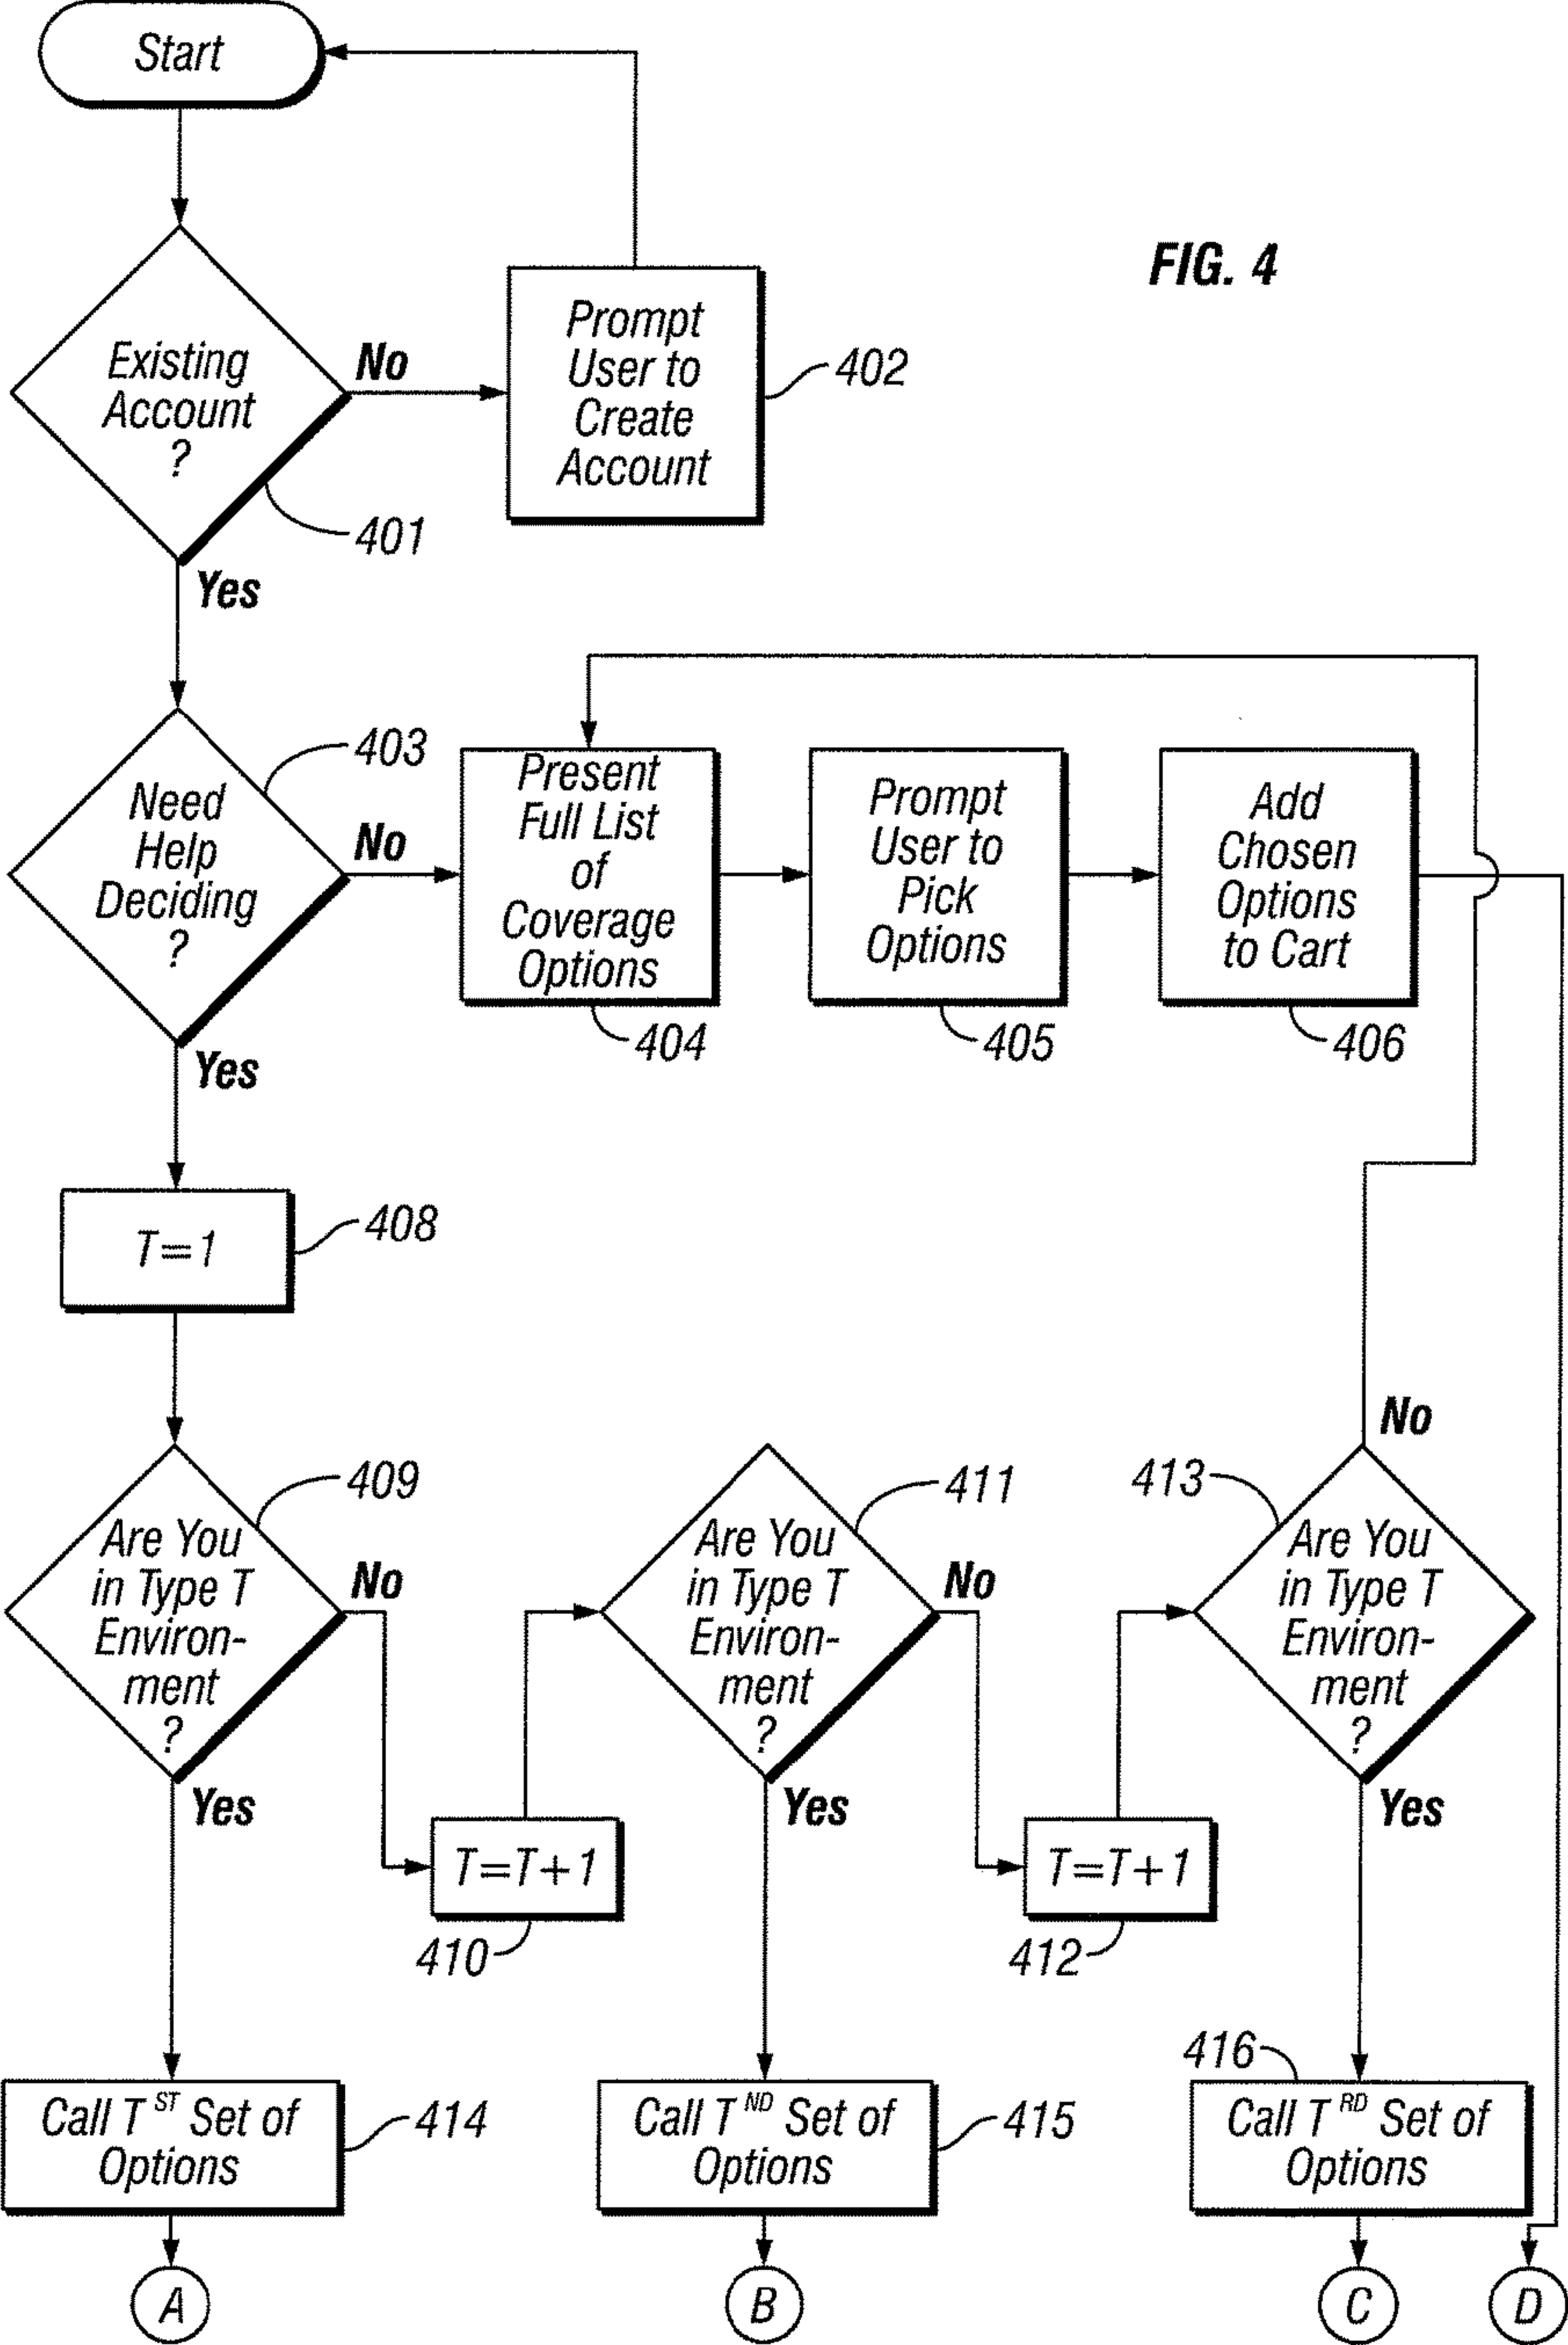 Start
FIG. 4
Existing
Account
?
No
Prompt
User to
Create
Account
402
401
Yes
403
Need
Help
Deciding
?
No
Present
Full List
of
Coverage
Options
404
Prompt
User to
Pick
Options
405
Add
Chosen
Options
to Cart
406
Yes
T=1
408
409
Are You
in Type T
Environ-
ment
?
No
Yes
T=T+1
410
411
Are You
in Type T
Environ-
ment
?
No
Yes
T=T+1
412
413
No
Are You
in Type T
Environ-
ment
?
Yes
Call T ST Set of
Options
414
Call T ND Set of
Options
415
416
Call T RD Set of
Options
A
B
C
D